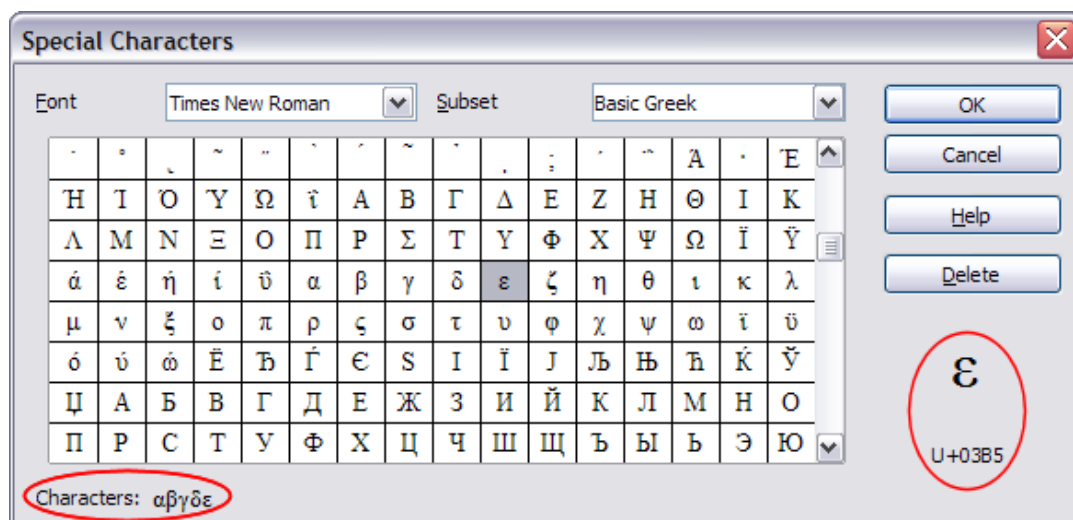 Special Characters
Font Times New Roman Subset Basic Greek OK
΄ Ά · Έ Cancel
Ή Ί Ό Ύ Ώ ΐ Α Β Γ Δ Ε Ζ Η Θ Ι Κ Help
Λ Μ Ν Ξ Ο Π Ρ Σ Τ Υ Φ Χ Ψ Ω Ϊ Ϋ
ά έ ή ί ΰ α β γ δ ε ζ η θ ι κ λ Delete
μ ν ξ ο π ρ ς σ τ υ φ χ ψ ω ϊ ϋ
ό ύ ώ Ё Ђ Ѓ Є Ѕ І Ї Ј Љ Њ Ћ Ќ Ў
Џ А Б В Г Д Е Ж З И Й К Л М Н О
П Р С Т У Ф Х Ц Ч Ш Щ Ъ Ы Ь Э Ю
ε
U+03B5
Characters: αβγδε